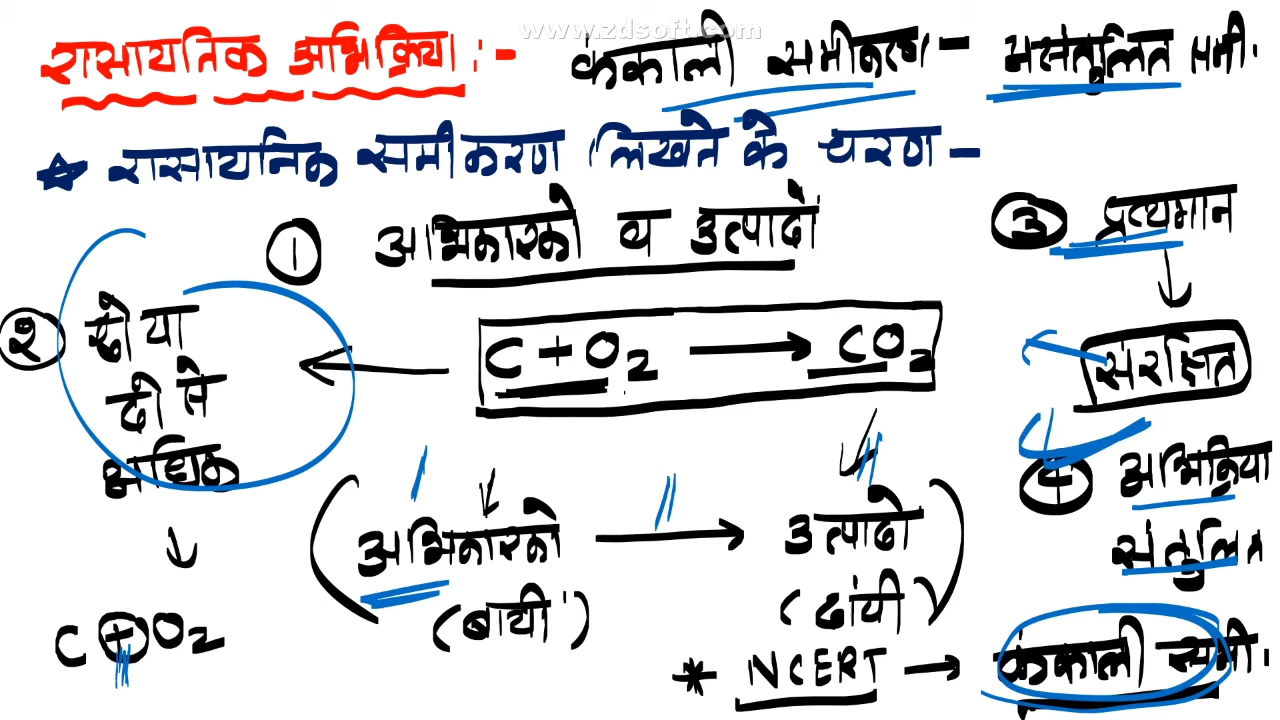 www.zdsoft.com
रासायनिक अभिक्रिया :-
कंकाली समीकरण - असंतुलित समी.
★ रासायनिक समीकरण लिखने के चरण -
① अभिकारको व उत्पादों
C + O₂ → CO₂
② दो या
दो से
अधिक
C + O₂
अभिकारको → उत्पादो
(बायीं) (दांयी)
③ प्रत्यमान
संरक्षित
④ अभिक्रिया
संतुलित
* NCERT → कंकाली समी.